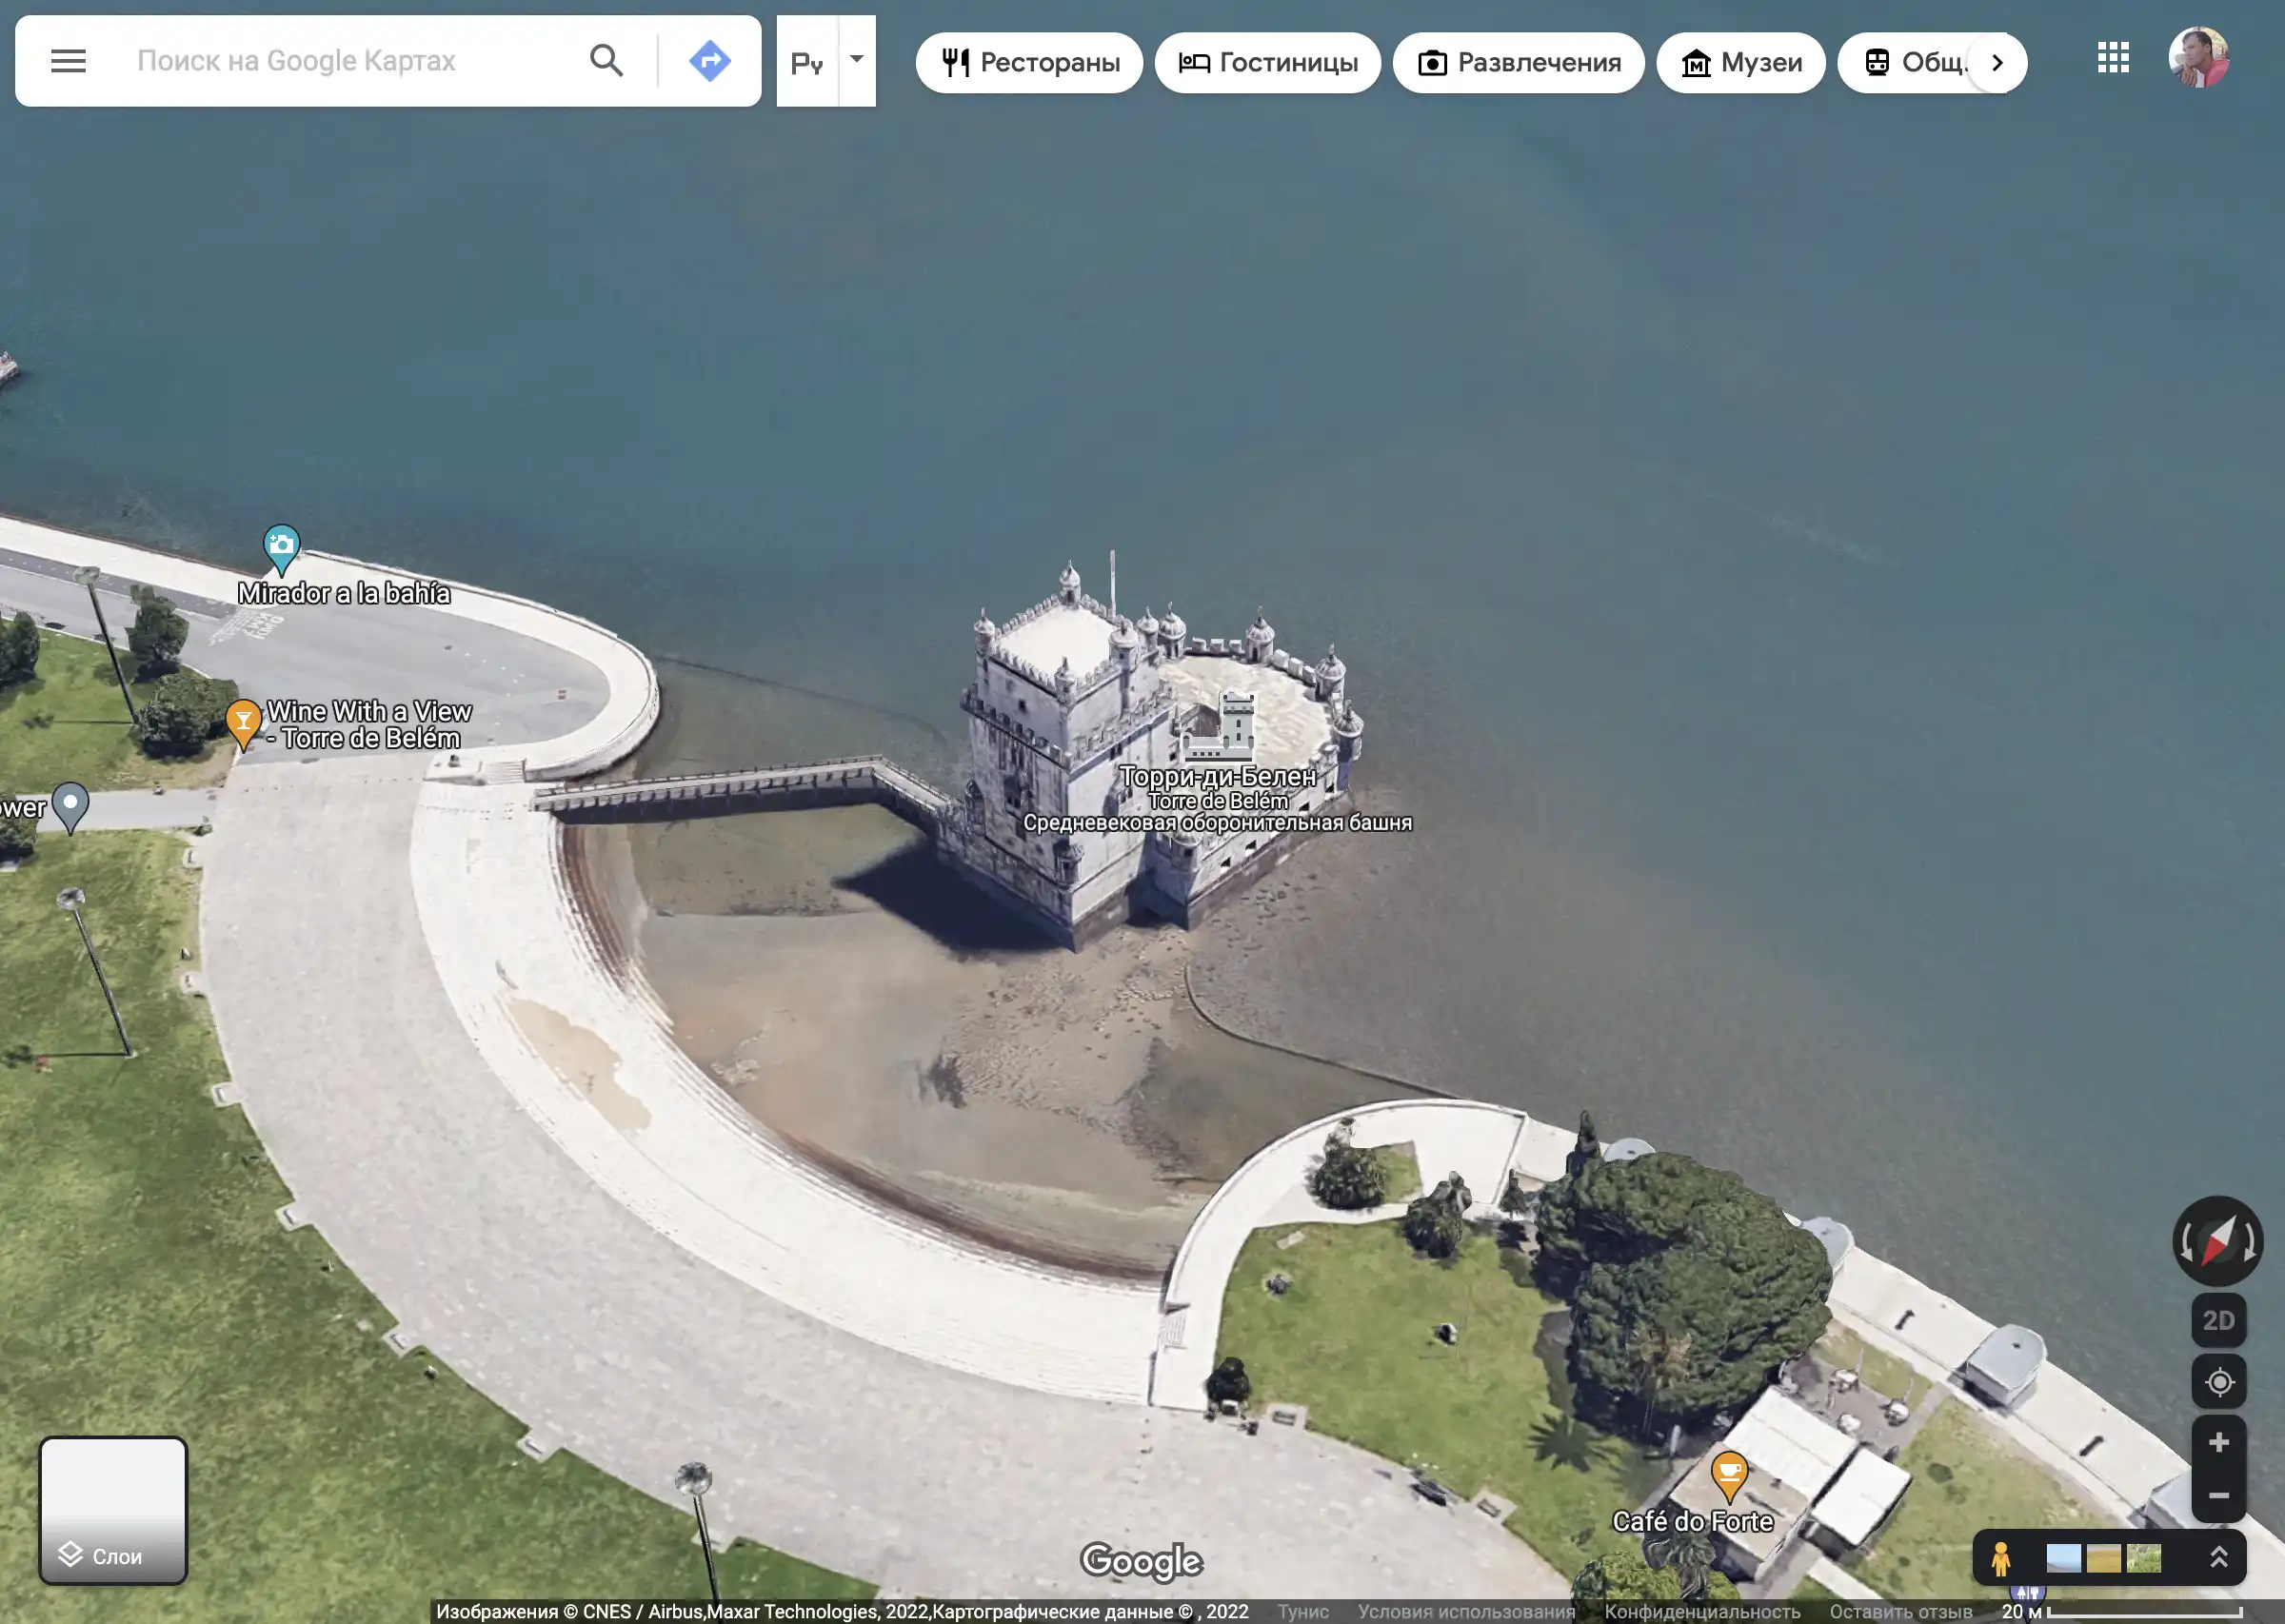 Поиск на Google Картах
Ру
Рестораны
Гостиницы
Развлечения
Музеи
Общ.
Mirador a la bahía
Wine With a View
- Torre de Belém
ower
Торри-ди-Белен
Torre de Belém
Средневековая оборонительная башня
2D
Café do Forte
Слои
Google
Изображения © CNES / Airbus,Maxar Technologies, 2022,Картографические данные © , 2022 Тунис Условия использования Конфиденциальность Оставить отзыв 20 м